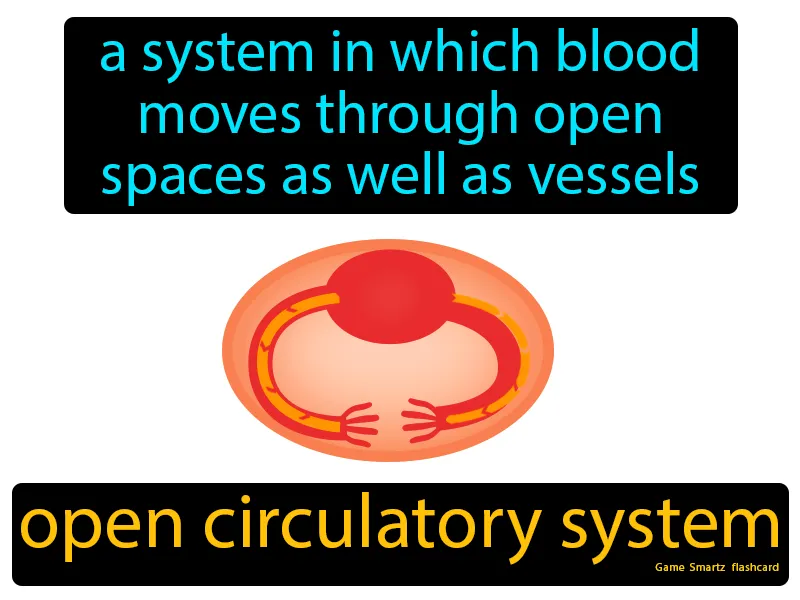 a system in which blood
moves through open
spaces as well as vessels
open circulatory system
Game Smartz flashcard